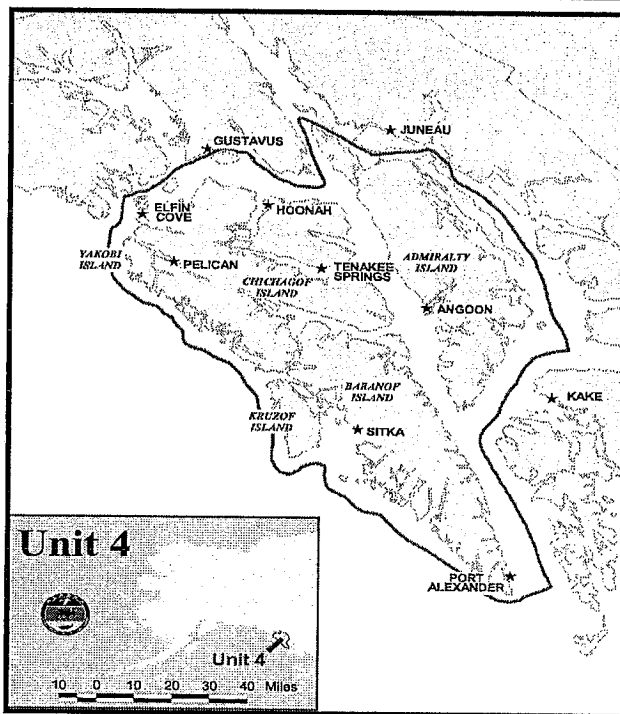 JUNEAU
GUSTAVUS
ELFIN
COVE
HOONAH
YAKOBI
ISLAND
PELICAN
TENAKEE
SPRINGS
ADMIRALTY
ISLAND
CHICHAGOF
ISLAND
ANGOON
BARANOF
ISLAND
KAKE
KRUZOF
ISLAND
SITKA
PORT
ALEXANDER
Unit 4
Unit 4
10 0 10 20 30 40 Miles